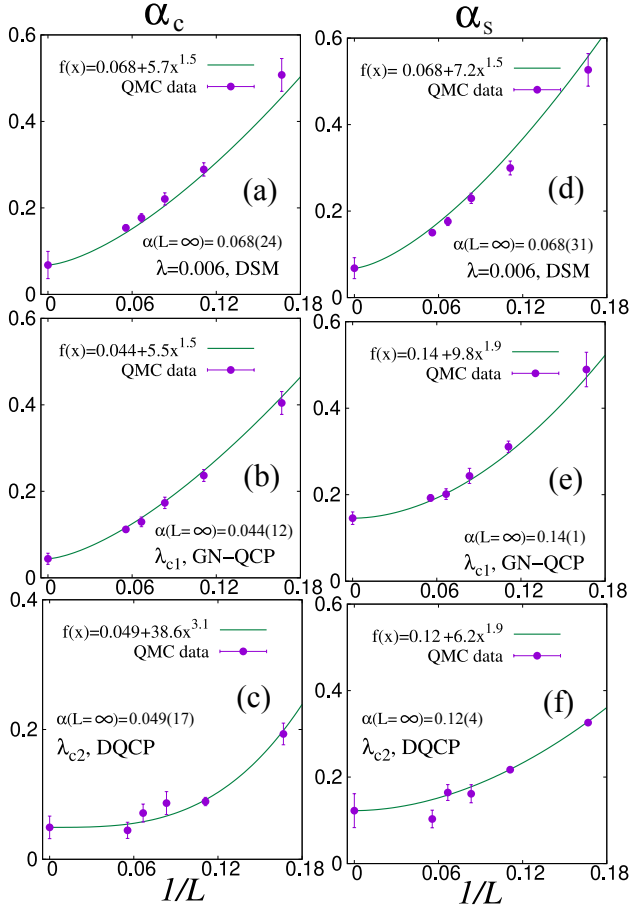 α_c
α_s
0.6
0.4
0.2
0
f(x)=0.068+5.7x^1.5
QMC data
(a)
α(L=∞)=0.068(24)
λ=0.006, DSM
0 0.06 0.12 0.18
0.6
0.4
0.2
0
f(x)= 0.068+7.2x^1.5
QMC data
(d)
α(L=∞)=0.068(31)
λ=0.006, DSM
0 0.06 0.12 0.18
0.6
0.4
0.2
0
f(x)=0.044+5.5x^1.5
QMC data
(b)
α(L=∞)=0.044(12)
λ_c1, GN-QCP
0 0.06 0.12 0.18
0.6
0.4
0.2
0
f(x)=0.14+9.8x^1.9
QMC data
(e)
α(L=∞)=0.14(1)
λ_c1, GN-QCP
0 0.06 0.12 0.18
0.4
0.2
0
f(x)=0.049+38.6x^3.1
QMC data
(c)
α(L=∞)=0.049(17)
λ_c2, DQCP
0 0.06 0.12 0.18
1/L
0.6
0.4
0.2
0
f(x)=0.12+6.2x^1.9
QMC data
(f)
α(L=∞)=0.12(4)
λ_c2, DQCP
0 0.06 0.12 0.18
1/L